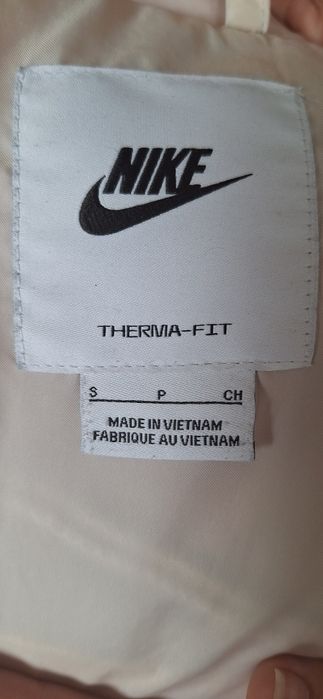 NIKE
THERMA-FIT
S P CH
MADE IN VIETNAM
FABRIQUE AU VIETNAM